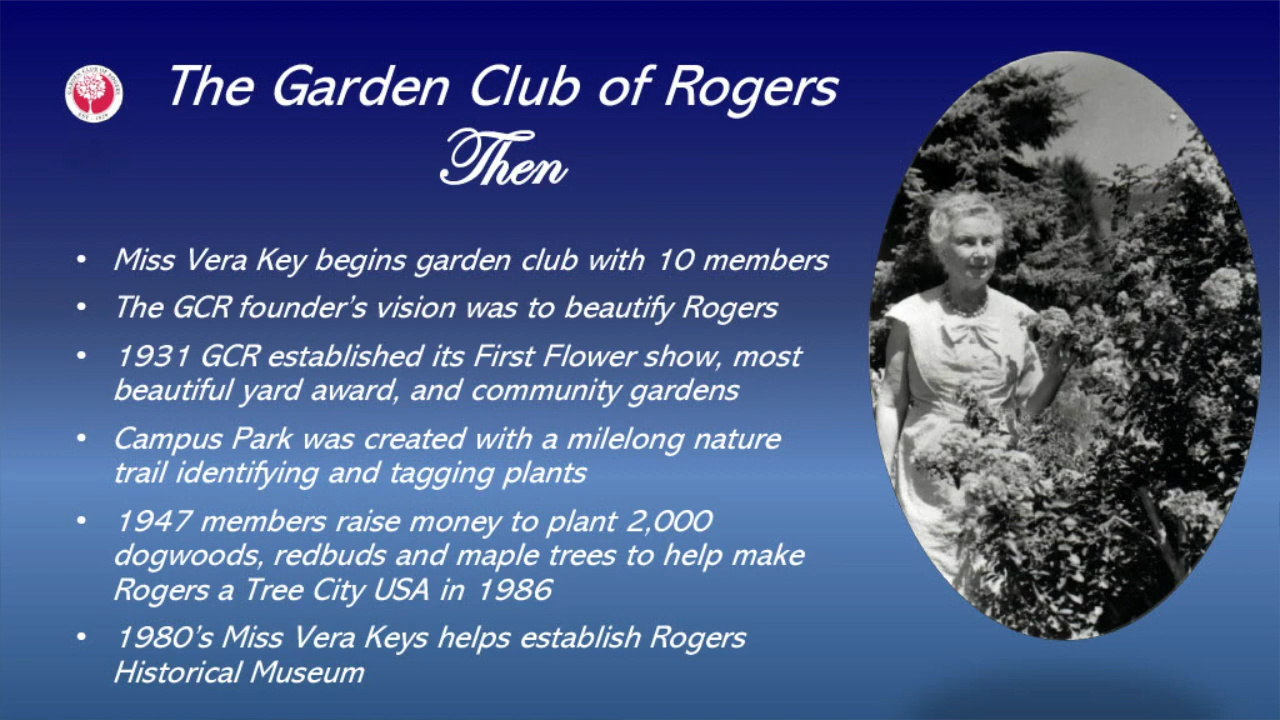 The Garden Club of Rogers
Then
• Miss Vera Key begins garden club with 10 members
• The GCR founder's vision was to beautify Rogers
• 1931 GCR established its First Flower show, most
beautiful yard award, and community gardens
• Campus Park was created with a milelong nature
trail identifying and tagging plants
• 1947 members raise money to plant 2,000
dogwoods, redbuds and maple trees to help make
Rogers a Tree City USA in 1986
• 1980's Miss Vera Keys helps establish Rogers
Historical Museum